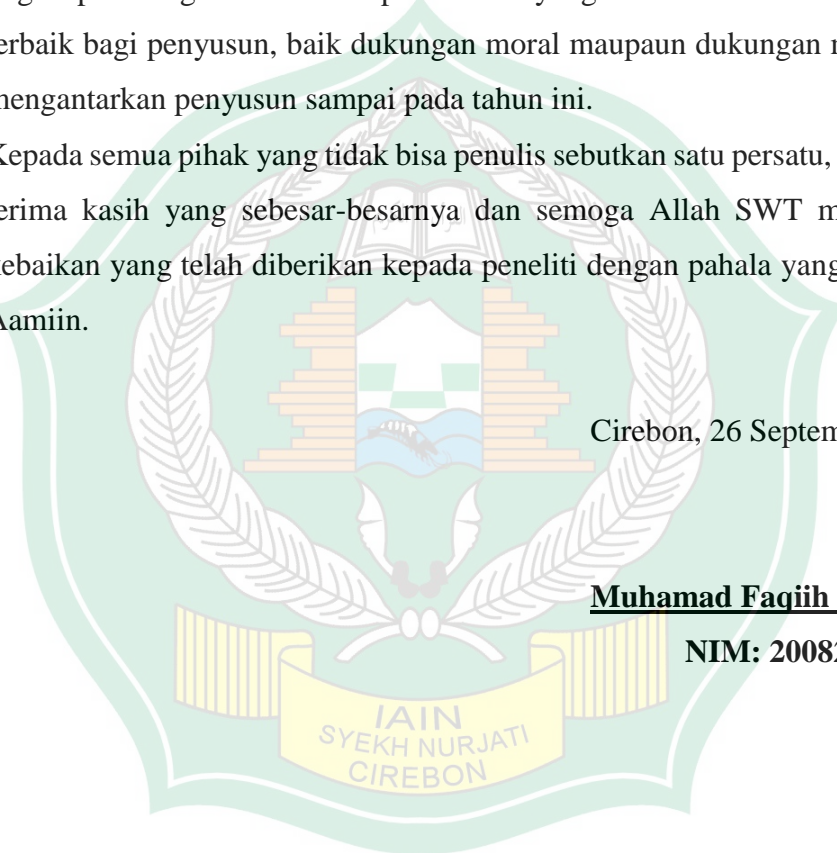 erbaik bagi penyusun, baik dukungan moral maupaun dukungan
mengantarkan penyusun sampai pada tahun ini.
Kepada semua pihak yang tidak bisa penulis sebutkan satu persatu,
erima kasih yang sebesar-besarnya dan semoga Allah SWT m
kebaikan yang telah diberikan kepada peneliti dengan pahala yang
Aamiin.
Cirebon, 26 Septem
Muhamad Faqiih
NIM: 20082
IAIN
SYEKH NURJATI
CIREBON